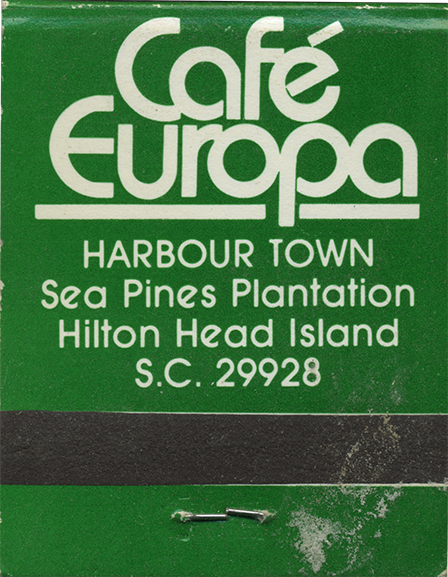 Café
Europa
HARBOUR TOWN
Sea Pines Plantation
Hilton Head Island
S.C. 29928